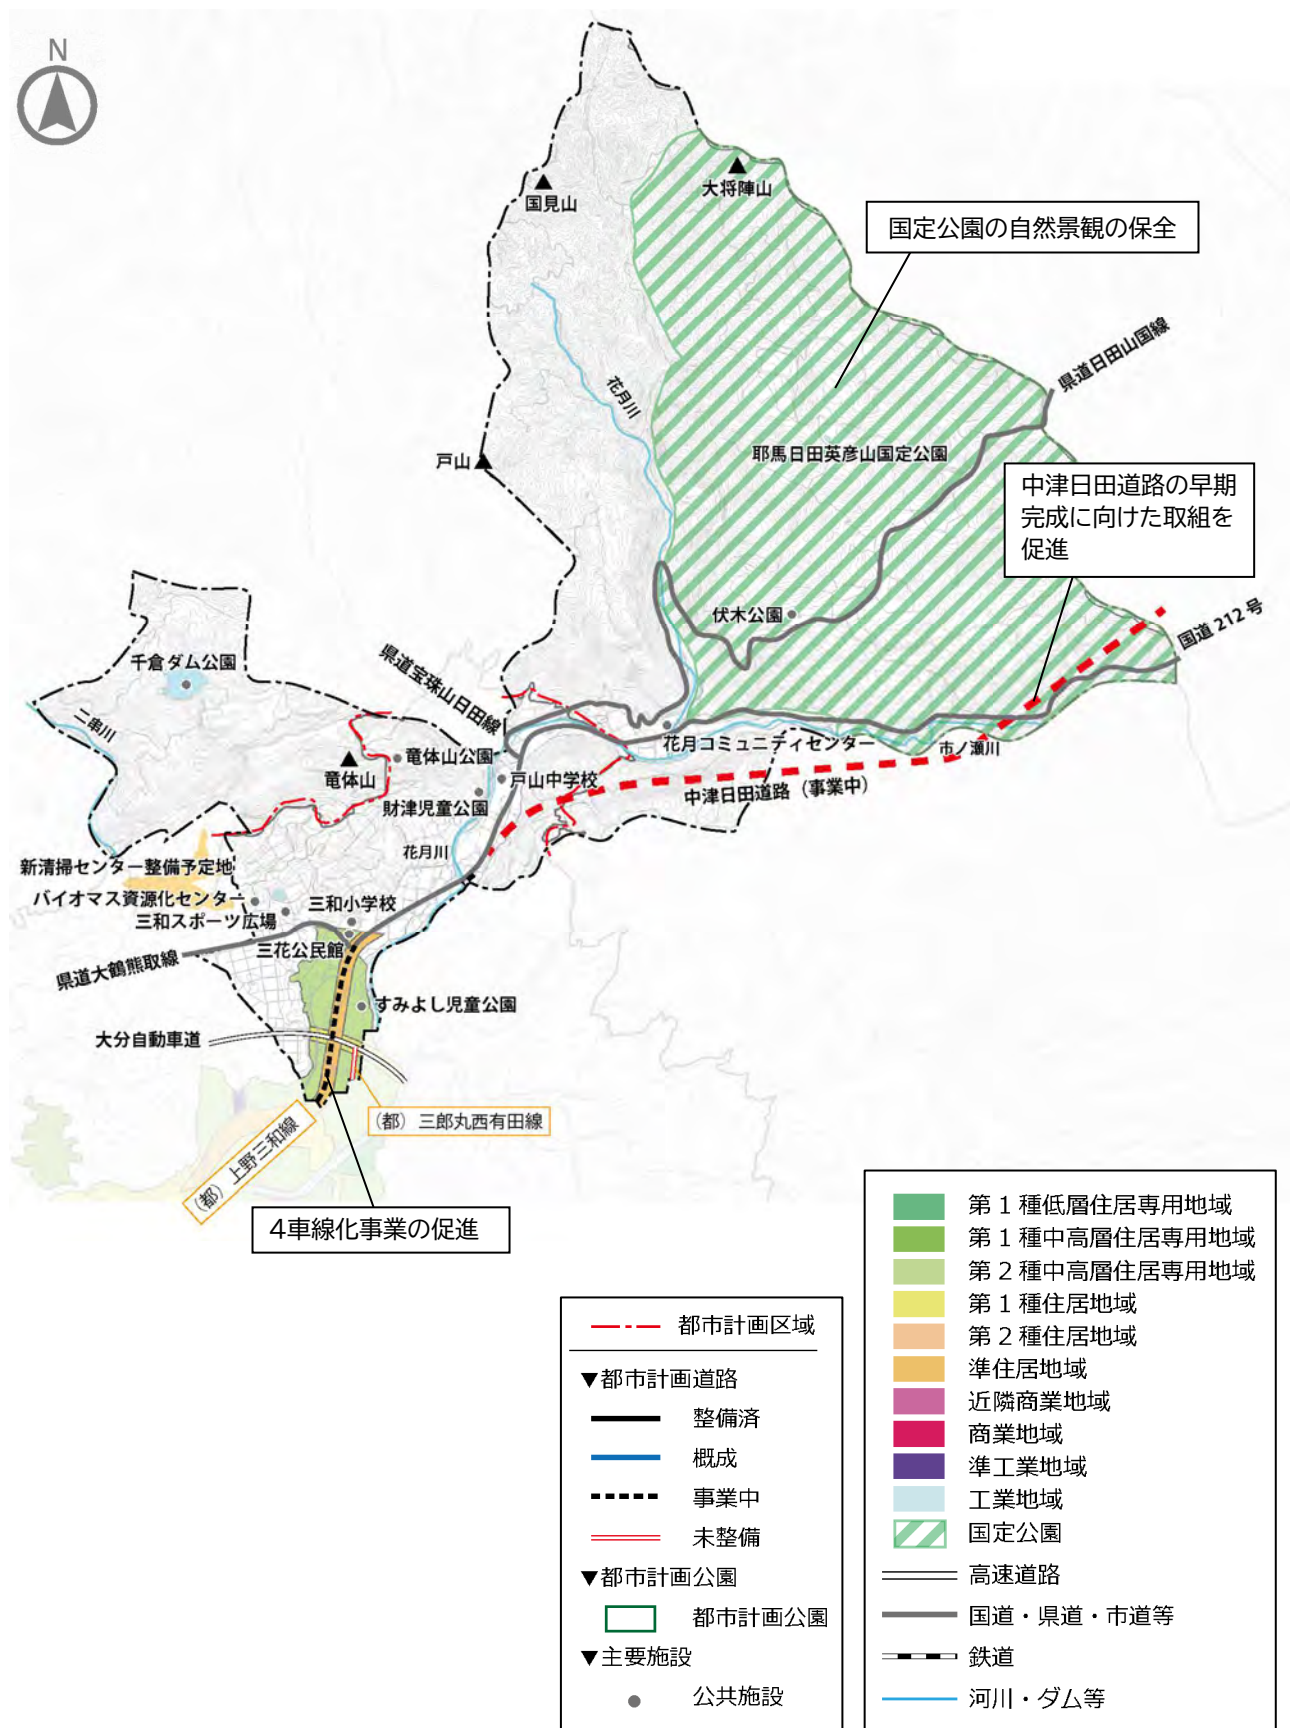 N
国見山
大将陣山
国定公園の自然景観の保全
県道日田山国線
花月川
戸山
耶馬日田英彦山国定公園
中津日田道路の早期
完成に向けた取組を
促進
伏木公園
国道212号
千倉ダム公園
県道宝珠山日田線
二串川
竜体山公園
花月コミュニティセンター
市ノ瀬川
竜体山
戸山中学校
中津日田道路（事業中）
財津児童公園
花月川
新清掃センター整備予定地
バイオマス資源化センター
三和小学校
三和スポーツ広場
三花公民館
県道大鶴熊取線
すみよし児童公園
大分自動車道
（都）三郎丸西有田線
（都）上野三和線
4車線化事業の促進
都市計画区域
▼都市計画道路
整備済
概成
事業中
未整備
▼都市計画公園
都市計画公園
▼主要施設
公共施設
第1種低層住居専用地域
第1種中高層住居専用地域
第2種中高層住居専用地域
第1種住居地域
第2種住居地域
準住居地域
近隣商業地域
商業地域
準工業地域
工業地域
国定公園
高速道路
国道・県道・市道等
鉄道
河川・ダム等